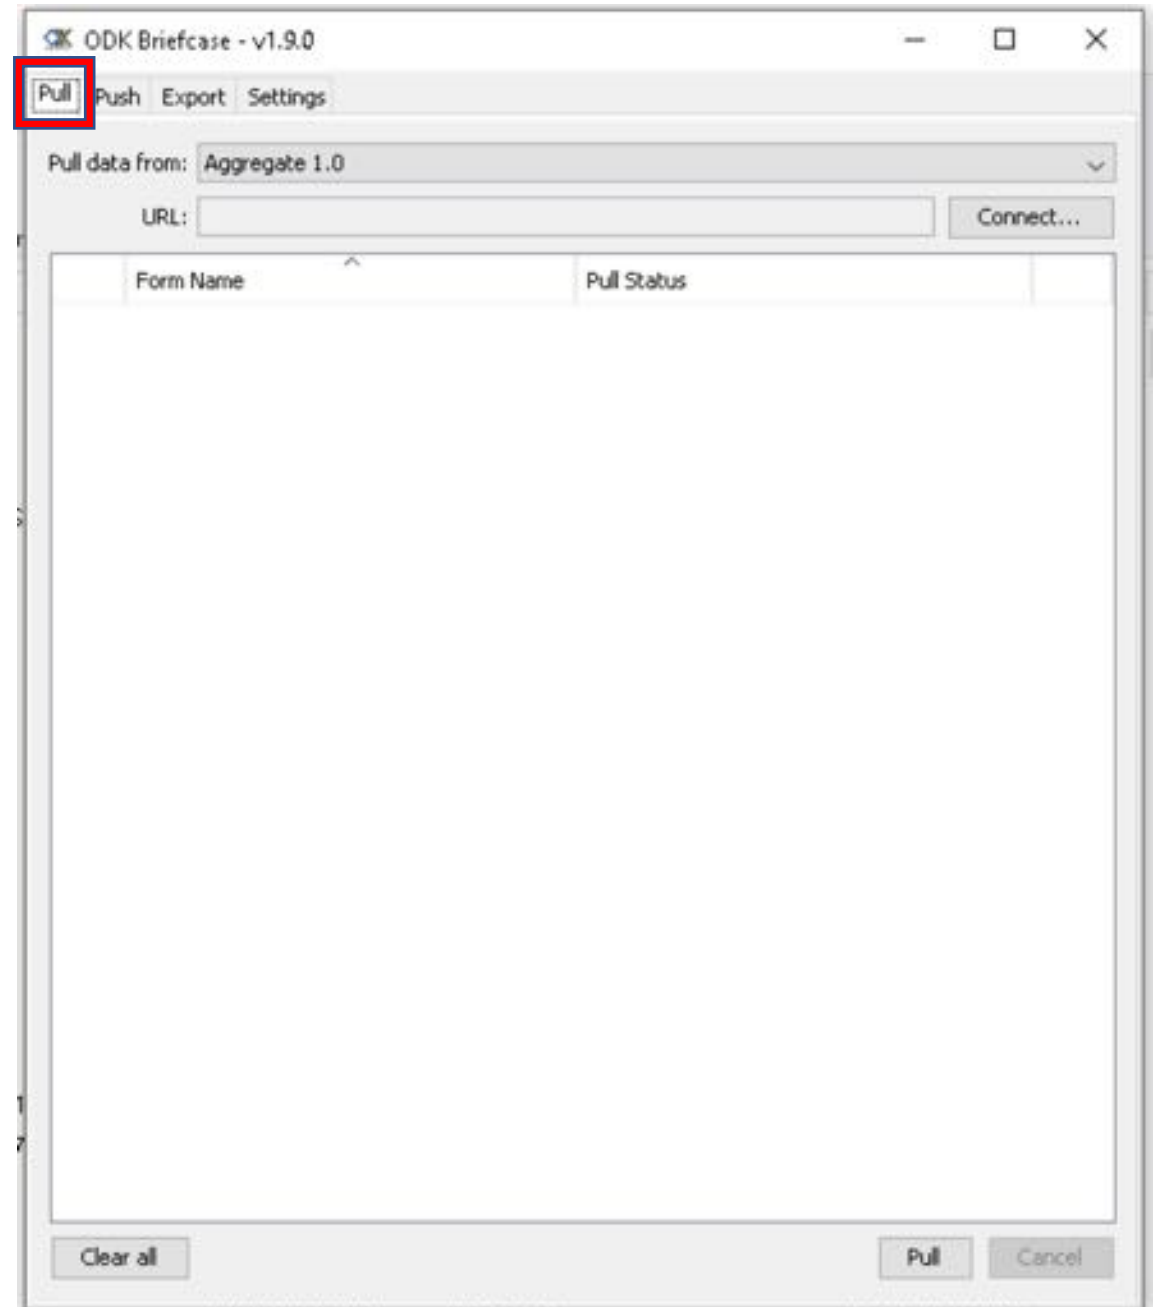 ODK Briefcase - v1.9.0
Pull Push Export Settings
Pull data from: Aggregate 1.0
URL: Connect...
Form Name Pull Status
Clear all Pull Cancel